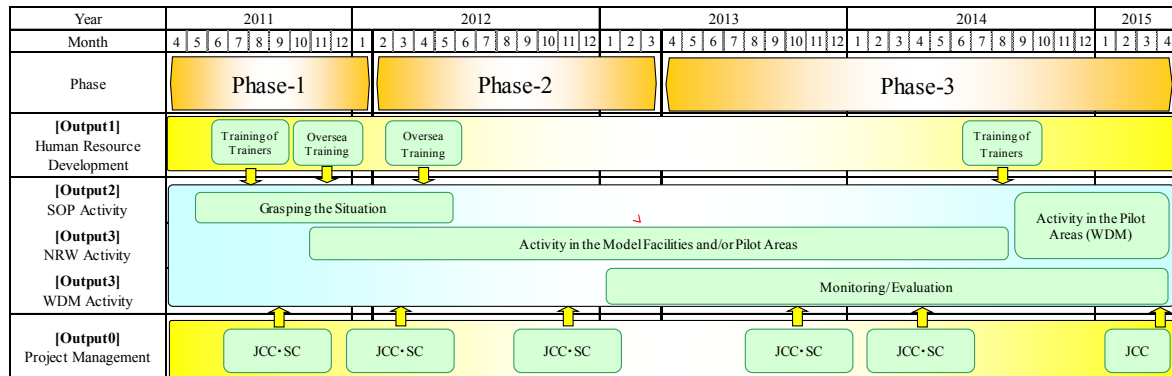 Year 2011 2012 2013 2014 2015
Month 4 5 6 7 8 9 10 11 12 1 2 3 4 5 6 7 8 9 10 11 12 1 2 3 4 5 6 7 8 9 10 11 12 1 2 3 4 5 6 7 8 9 10 11 12 1 2 3 4
Phase Phase-1 Phase-2 Phase-3
[Output1]
Human Resource
Development
Training of
Trainers
Oversea
Training
Oversea
Training
Training of
Trainers
[Output2]
SOP Activity
Grasping the Situation
Activity in the Pilot
Areas (WDM)
[Output3]
NRW Activity
Activity in the Model Facilities and/or Pilot Areas
[Output3]
WDM Activity
Monitoring/Evaluation
[Output0]
Project Management
JCC・SC JCC・SC JCC・SC JCC・SC JCC・SC JCC